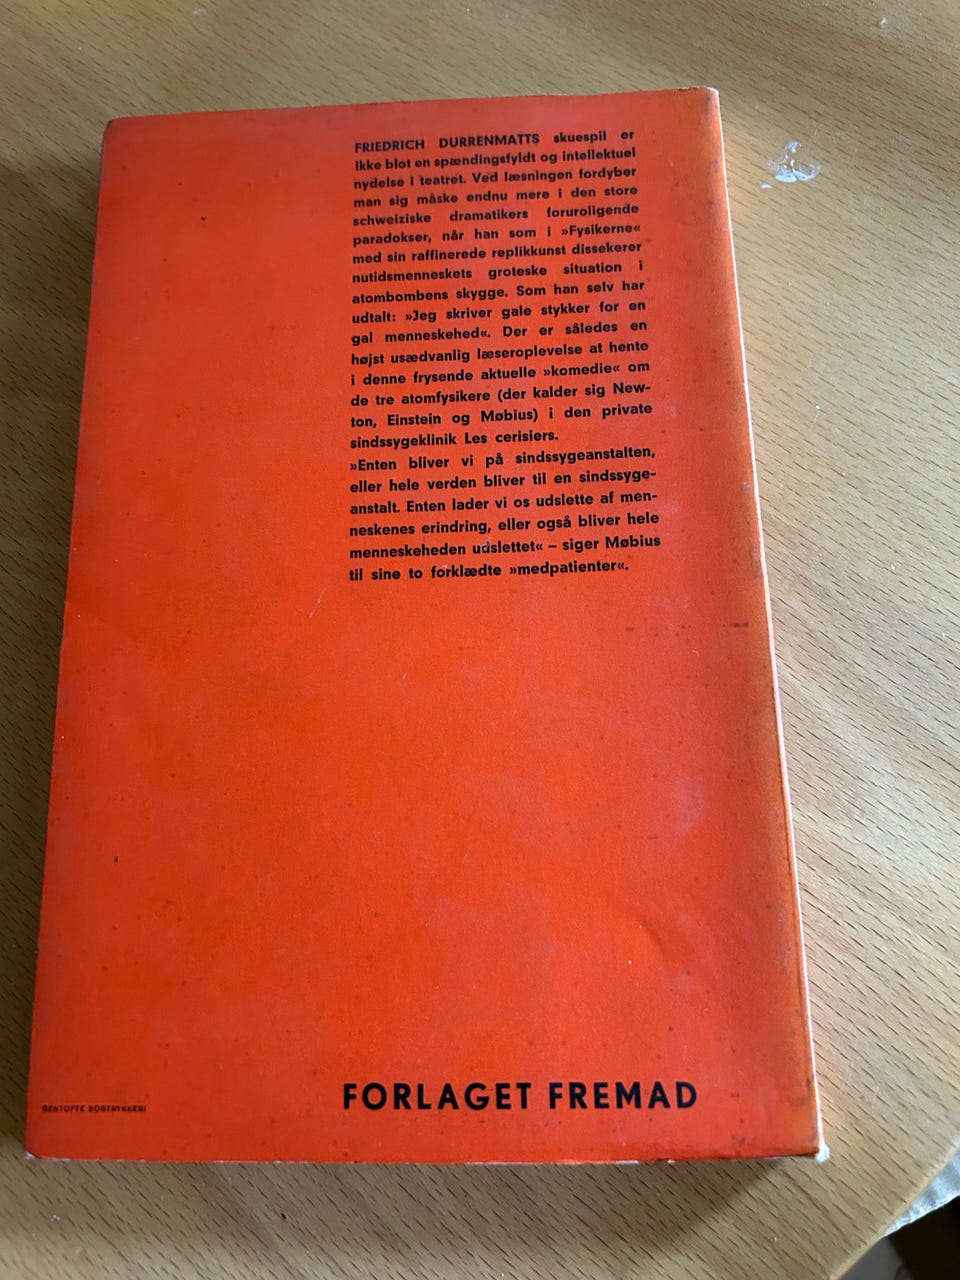 FRIEDRICH DURRENMATTS skuespil er
ikke blot en spændingsfyldt og intellektuel
nydelse i teatret. Ved læsningen fordyber
man sig måske endnu mere i den store
schweiziske dramatikers foruroligende
paradokser, når han som i »Fysikerne«
med sin raffinerede replikkunst dissekerer
nutidsmenneskets groteske situation i
atombombens skygge. Som han selv har
udtalt: »Jeg skriver gale stykker for en
gal menneskehed«. Der er således en
højst usædvanlig læseroplevelse at hente
i denne frysende aktuelle »komedie« om
de tre atomfysikere (der kalder sig New-
ton, Einstein og Møbius) i den private
sindssygeklinik Les cerisiers.
»Enten bliver vi på sindssygeanstalten,
eller hele verden bliver til en sindssyge-
anstalt. Enten lader vi os udslette af men-
neskenes erindring, eller også bliver hele
menneskeheden udslettet« – siger Møbius
til sine to forklædte »medpatienter«.
GENTOFTE BOGTRYKKERI
FORLAGET FREMAD